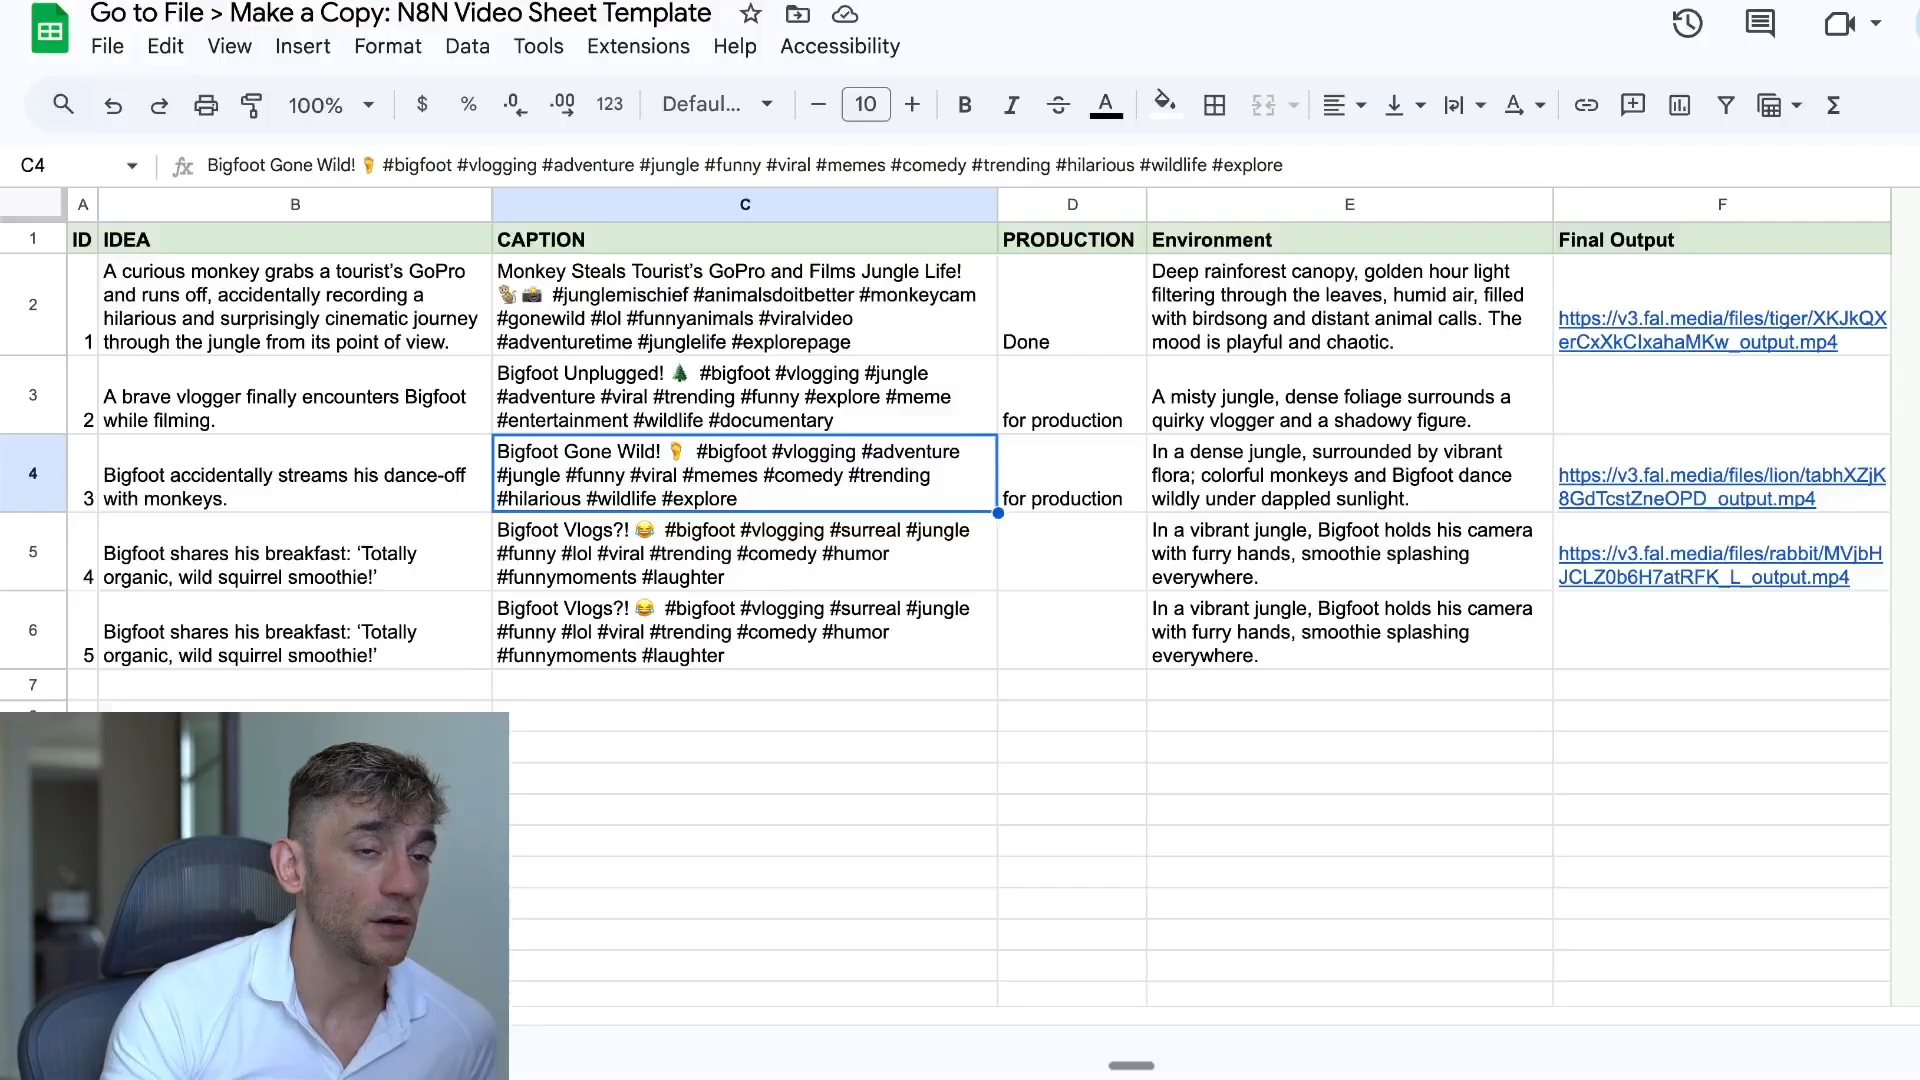 Go to File > Make a Copy: N8N Video Sheet Template
File Edit View Insert Format Data Tools Extensions Help Accessibility
100% $ % .0 .00 123 Defaul... 10 B I A A Σ
C4 fx Bigfoot Gone Wild! 🦶 #bigfoot #vlogging #adventure #jungle #funny #viral #memes #comedy #trending #hilarious #wildlife #explore
A B C D E F
1 ID IDEA CAPTION PRODUCTION Environment Final Output
2
1
A curious monkey grabs a tourist’s GoPro
and runs off, accidentally recording a
hilarious and surprisingly cinematic journey
through the jungle from its point of view.
Monkey Steals Tourist’s GoPro and Films Jungle Life!
🐒📸 #junglemischief #animalsdoitbetter #monkeycam
#gonewild #lol #funnyanimals #viralvideo
#adventuretime #junglelife #explorepage
Done
Deep rainforest canopy, golden hour light
filtering through the leaves, humid air, filled
with birdsong and distant animal calls. The
mood is playful and chaotic.
https://v3.fal.media/files/tiger/XKJkQX
erCxXkCIxahaMKw_output.mp4
3
2
A brave vlogger finally encounters Bigfoot
while filming.
Bigfoot Unplugged! 🌲 #bigfoot #vlogging #jungle
#adventure #viral #trending #funny #explore #meme
#entertainment #wildlife #documentary
for production
A misty jungle, dense foliage surrounds a
quirky vlogger and a shadowy figure.
4
3
Bigfoot accidentally streams his dance-off
with monkeys.
Bigfoot Gone Wild! 🦶 #bigfoot #vlogging #adventure
#jungle #funny #viral #memes #comedy #trending
#hilarious #wildlife #explore
for production
In a dense jungle, surrounded by vibrant
flora; colorful monkeys and Bigfoot dance
wildly under dappled sunlight.
https://v3.fal.media/files/lion/tabhXZjK
8GdTcstZneOPD_output.mp4
5
4
Bigfoot shares his breakfast: ‘Totally
organic, wild squirrel smoothie!’
Bigfoot Vlogs?! 😂 #bigfoot #vlogging #surreal #jungle
#funny #lol #viral #trending #comedy #humor
#funnymoments #laughter
In a vibrant jungle, Bigfoot holds his camera
with furry hands, smoothie splashing
everywhere.
https://v3.fal.media/files/rabbit/MVjbH
JCLZ0b6H7atRFK_L_output.mp4
6
5
Bigfoot shares his breakfast: ‘Totally
organic, wild squirrel smoothie!’
Bigfoot Vlogs?! 😂 #bigfoot #vlogging #surreal #jungle
#funny #lol #viral #trending #comedy #humor
#funnymoments #laughter
In a vibrant jungle, Bigfoot holds his camera
with furry hands, smoothie splashing
everywhere.
7